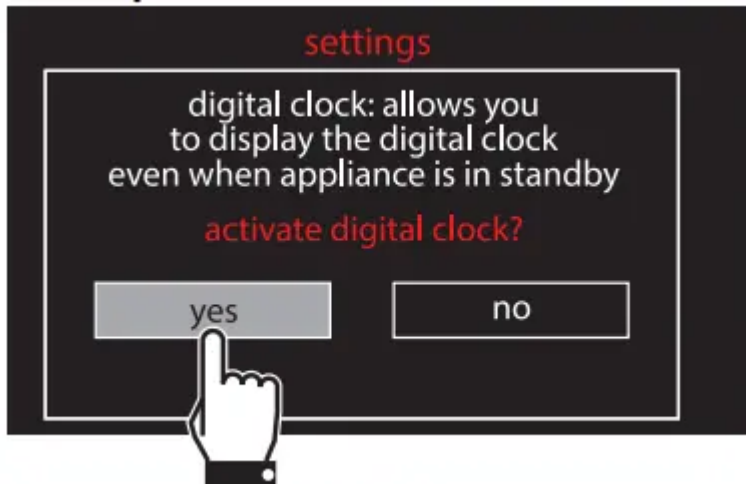 settings
digital clock: allows you
to display the digital clock
even when appliance is in standby
activate digital clock?
yes
no